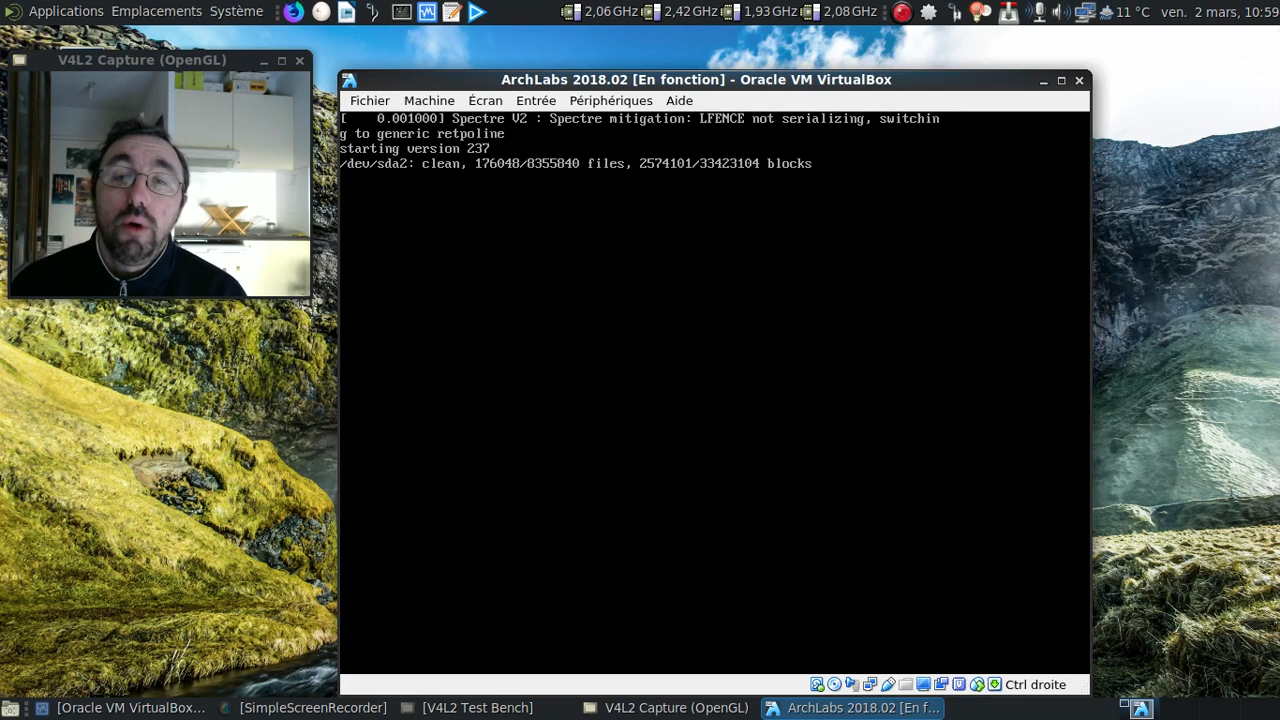 Applications Emplacements Système
2,06 GHz 2,42 GHz 1,93 GHz 2,08 GHz 11 °C ven. 2 mars, 10:59
V4L2 Capture (OpenGL)
ArchLabs 2018.02 [En fonction] - Oracle VM VirtualBox
Fichier Machine Écran Entrée Périphériques Aide
[ 0.001000] Spectre V2 : Spectre mitigation: LFENCE not serializing, switchin
g to generic retpoline
starting version 237
/dev/sda2: clean, 176048/8355840 files, 2574101/33423104 blocks
Ctrl droite
[Oracle VM VirtualBox... [SimpleScreenRecorder] [V4L2 Test Bench] V4L2 Capture (OpenGL) ArchLabs 2018.02 [En f...